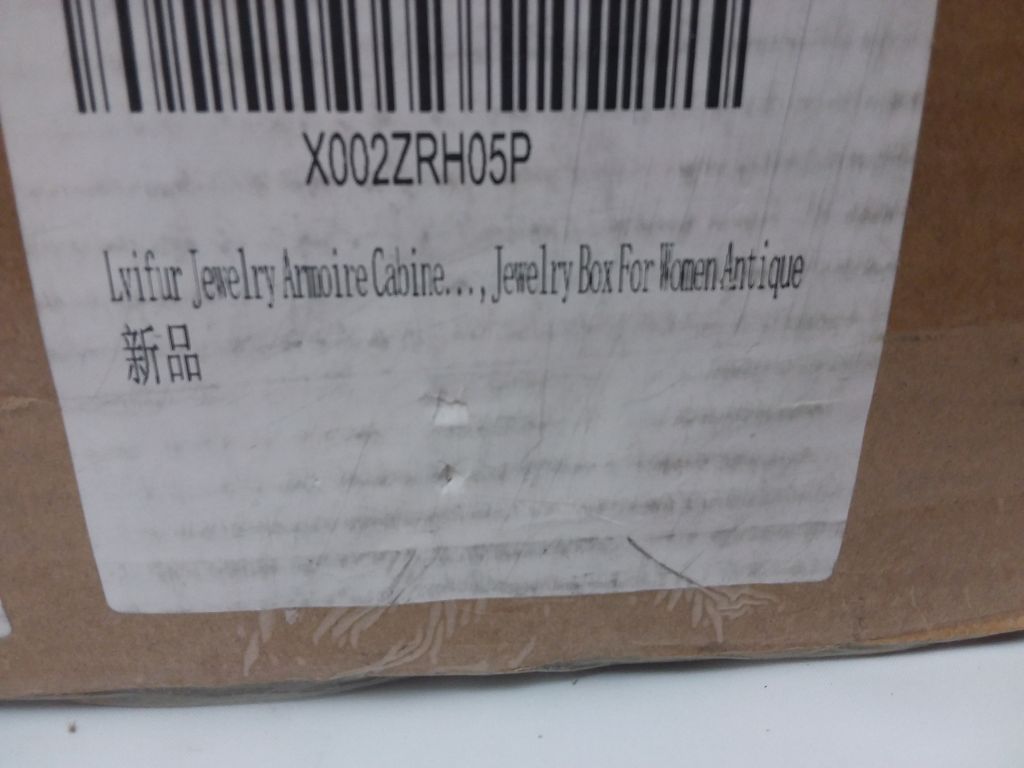 X002ZRH05P
Lvifur Jewelry Armoire Cabine...,Jewelry Box For Women Antique
新品